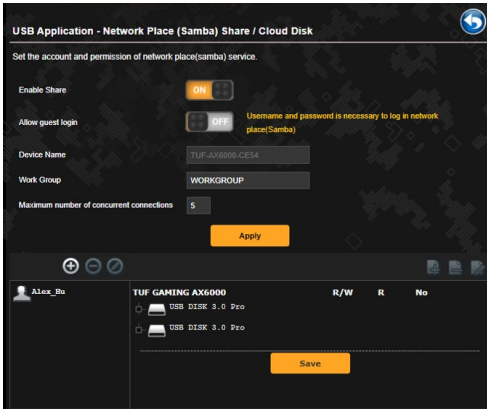 USB Application - Network Place (Samba) Share / Cloud Disk
Set the account and permission of network place(samba) service.
Enable Share
ON
Allow guest login
OFF
Username and password is necessary to log in network
place(Samba)
Device Name
TUF-AX6000-CE54
Work Group
WORKGROUP
Maximum number of concurrent connections
5
Apply
Alex_Hu
TUF GAMING AX6000 R/W R No
USB DISK 3.0 Pro
USB DISK 3.0 Pro
Save